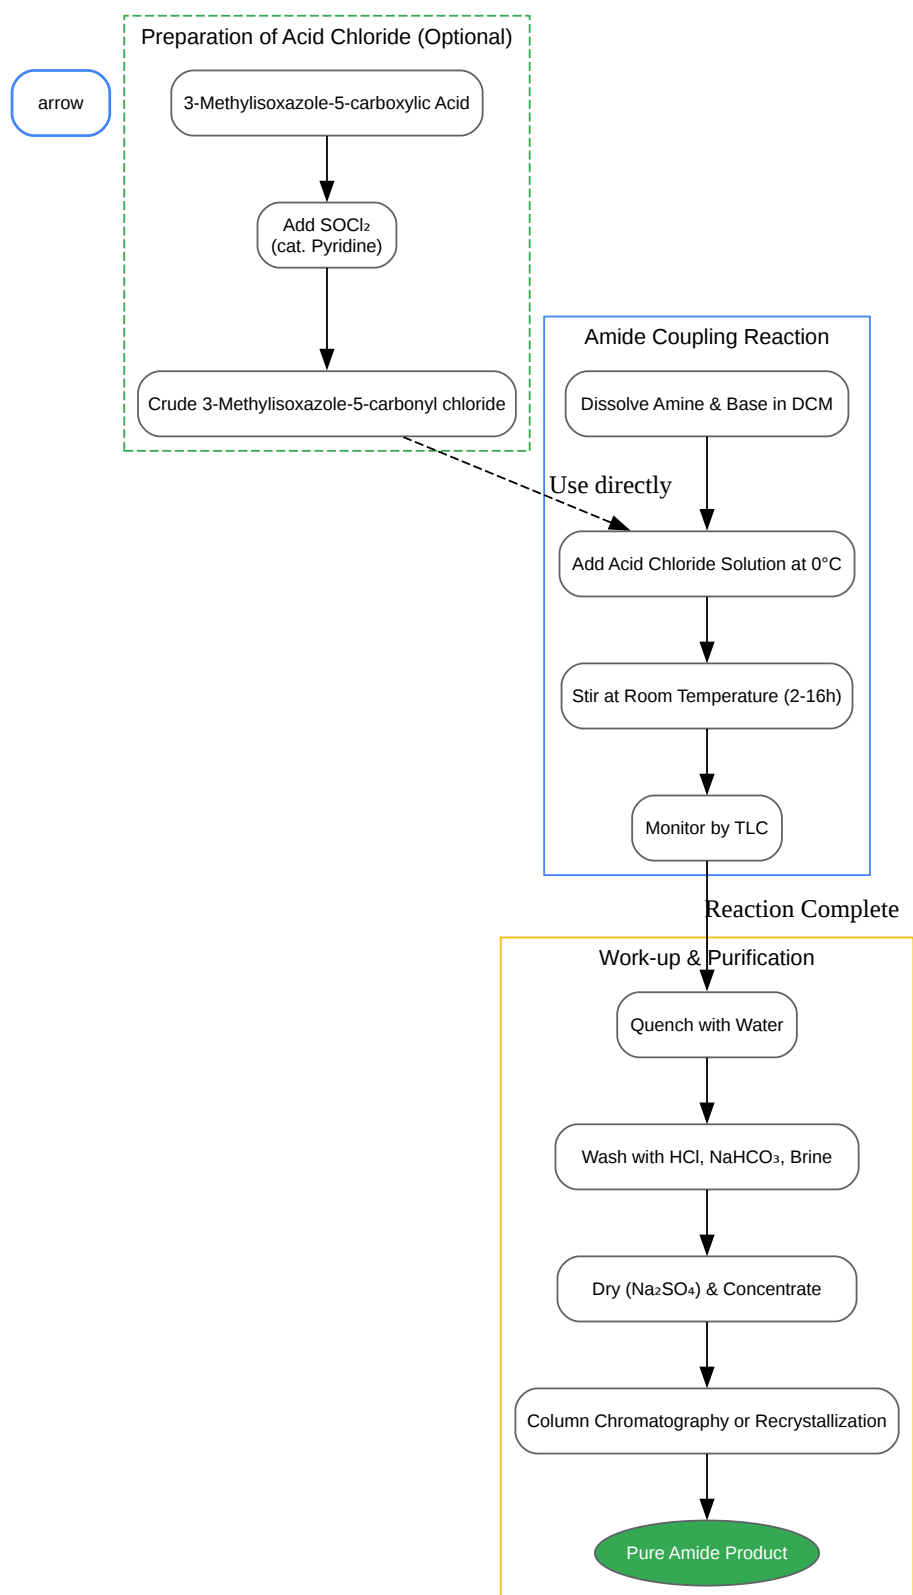 Preparation of Acid Chloride (Optional)
arrow
3-Methylisoxazole-5-carboxylic Acid
Add SOCl₂
(cat. Pyridine)
Crude 3-Methylisoxazole-5-carbonyl chloride
Amide Coupling Reaction
Dissolve Amine & Base in DCM
Use directly
Add Acid Chloride Solution at 0°C
Stir at Room Temperature (2-16h)
Monitor by TLC
Reaction Complete
Work-up & Purification
Quench with Water
Wash with HCl, NaHCO₃, Brine
Dry (Na₂SO₄) & Concentrate
Column Chromatography or Recrystallization
Pure Amide Product